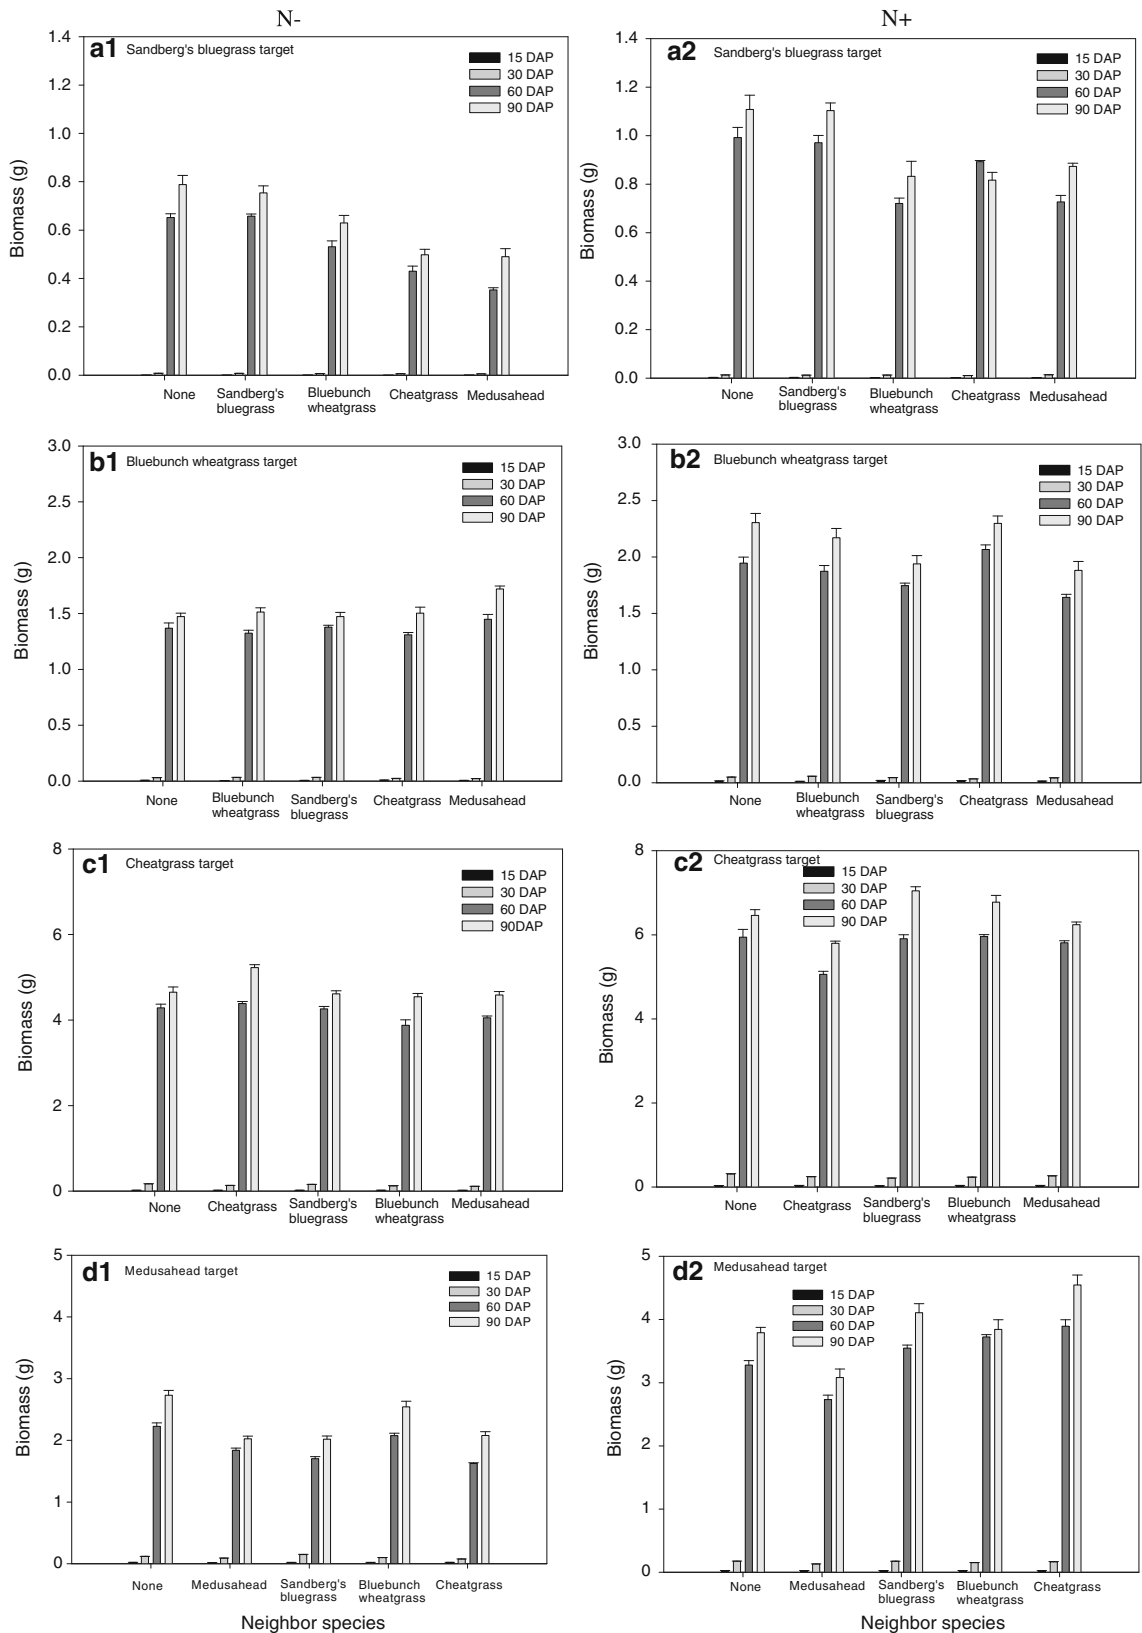 N-
N+
a1 Sandberg's bluegrass target
15 DAP
30 DAP
60 DAP
90 DAP
1.4
1.2
1.0
0.8
0.6
0.4
0.2
0.0
Biomass (g)
None
Sandberg's
bluegrass
Bluebunch
wheatgrass
Cheatgrass
Medusahead
a2 Sandberg's bluegrass target
15 DAP
30 DAP
60 DAP
90 DAP
1.4
1.2
1.0
0.8
0.6
0.4
0.2
0.0
Biomass (g)
None
Sandberg's
bluegrass
Bluebunch
wheatgrass
Cheatgrass
Medusahead
b1 Bluebunch wheatgrass target
15 DAP
30 DAP
60 DAP
90 DAP
3.0
2.5
2.0
1.5
1.0
0.5
0.0
Biomass (g)
None
Bluebunch
wheatgrass
Sandberg's
bluegrass
Cheatgrass
Medusahead
b2 Bluebunch wheatgrass target
15 DAP
30 DAP
60 DAP
90 DAP
3.0
2.5
2.0
1.5
1.0
0.5
0.0
Biomass (g)
None
Bluebunch
wheatgrass
Sandberg's
bluegrass
Cheatgrass
Medusahead
c1 Cheatgrass target
15 DAP
30 DAP
60 DAP
90DAP
8
6
4
2
0
Biomass (g)
None
Cheatgrass
Sandberg's
bluegrass
Bluebunch
wheatgrass
Medusahead
c2 Cheatgrass target
15 DAP
30 DAP
60 DAP
90 DAP
8
6
4
2
0
Biomass (g)
None
Cheatgrass
Sandberg's
bluegrass
Bluebunch
wheatgrass
Medusahead
d1 Medusahead target
15 DAP
30 DAP
60 DAP
90 DAP
5
4
3
2
1
0
Biomass (g)
None
Medusahead
Sandberg's
bluegrass
Bluebunch
wheatgrass
Cheatgrass
Neighbor species
d2 Medusahead target
15 DAP
30 DAP
60 DAP
90 DAP
5
4
3
2
1
0
Biomass (g)
None
Medusahead
Sandberg's
bluegrass
Bluebunch
wheatgrass
Cheatgrass
Neighbor species